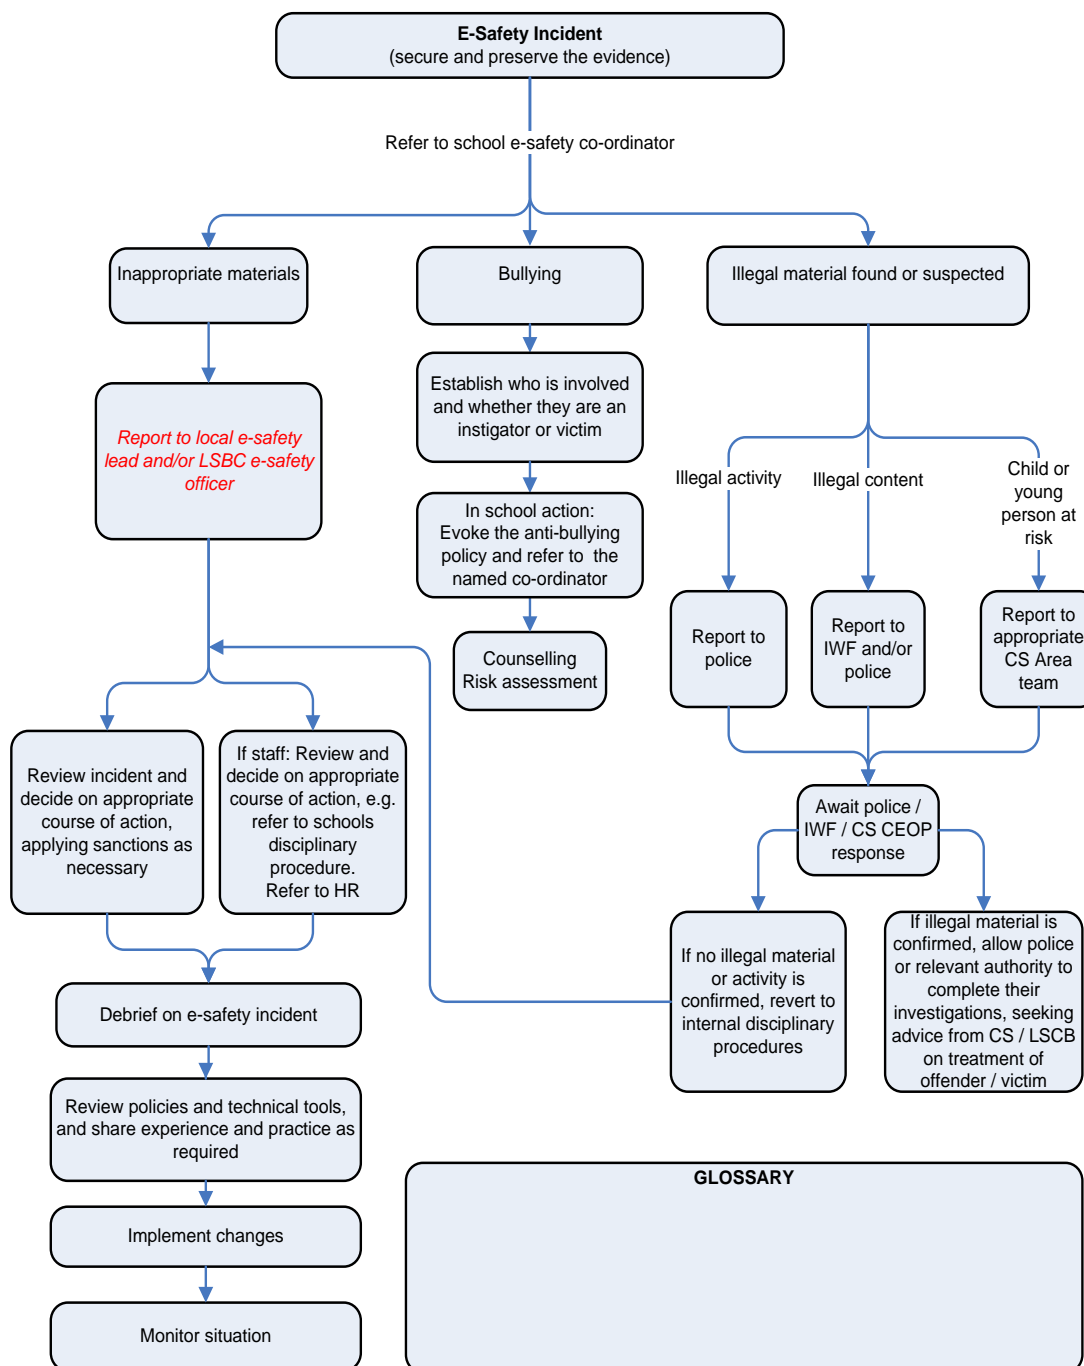 E-Safety Incident
(secure and preserve the evidence)
Refer to school e-safety co-ordinator
Inappropriate materials
Bullying
Illegal material found or suspected
Report to local e-safety
lead and/or LSBC e-safety
officer
Establish who is involved
and whether they are an
instigator or victim
Illegal activity
Illegal content
Child or
young
person at
risk
In school action:
Evoke the anti-bullying
policy and refer to the
named co-ordinator
Report to
police
Report to
IWF and/or
police
Report to
appropriate
CS Area
team
Counselling
Risk assessment
Review incident and
decide on appropriate
course of action,
applying sanctions as
necessary
If staff: Review and
decide on appropriate
course of action, e.g.
refer to schools
disciplinary
procedure.
Refer to HR
Await police /
IWF / CS CEOP
response
If no illegal material
or activity is
confirmed, revert to
internal disciplinary
procedures
If illegal material is
confirmed, allow police
or relevant authority to
complete their
investigations, seeking
advice from CS / LSCB
on treatment of
offender / victim
Debrief on e-safety incident
Review policies and technical tools,
and share experience and practice as
required
Implement changes
Monitor situation
GLOSSARY